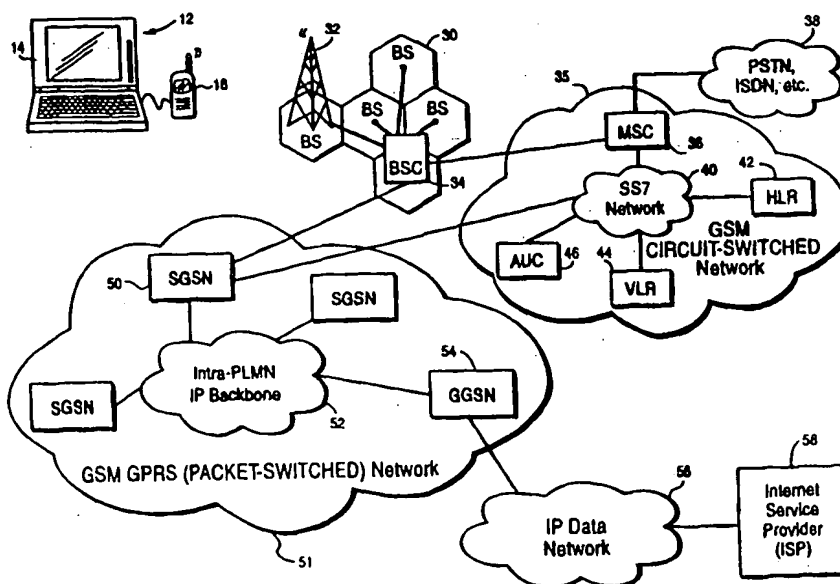 12
14
18
32
30
BS
BS
BS
BS
BSC
34
38
PSTN,
ISDN, etc.
35
MSC
36
40
42
SS7
Network
HLR
GSM
CIRCUIT-SWITCHED
Network
AUC
46
44
VLR
50
SGSN
SGSN
SGSN
Intra-PLMN
IP Backbone
52
54
GGSN
GSM GPRS (PACKET-SWITCHED) Network
51
56
IP Data
Network
58
Internet
Service
Provider
(ISP)